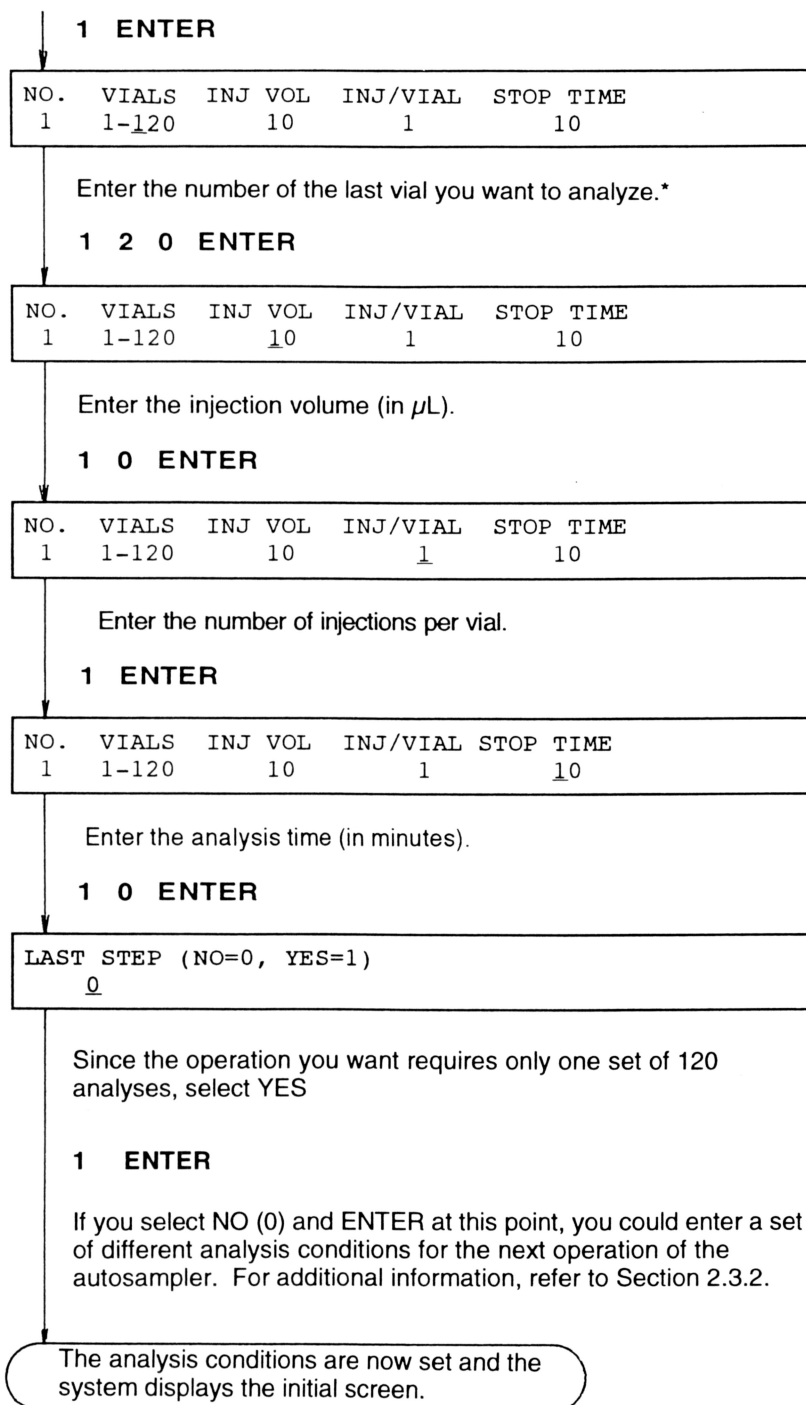 1 ENTER
NO. VIALS INJ VOL INJ/VIAL STOP TIME
1 1-120 10 1 10
Enter the number of the last vial you want to analyze.*
1 2 0 ENTER
NO. VIALS INJ VOL INJ/VIAL STOP TIME
1 1-120 10 1 10
Enter the injection volume (in μL).
1 0 ENTER
NO. VIALS INJ VOL INJ/VIAL STOP TIME
1 1-120 10 1 10
Enter the number of injections per vial.
1 ENTER
NO. VIALS INJ VOL INJ/VIAL STOP TIME
1 1-120 10 1 10
Enter the analysis time (in minutes).
1 0 ENTER
LAST STEP (NO=0, YES=1)
0
Since the operation you want requires only one set of 120
analyses, select YES
1 ENTER
If you select NO (0) and ENTER at this point, you could enter a set
of different analysis conditions for the next operation of the
autosampler. For additional information, refer to Section 2.3.2.
The analysis conditions are now set and the
system displays the initial screen.